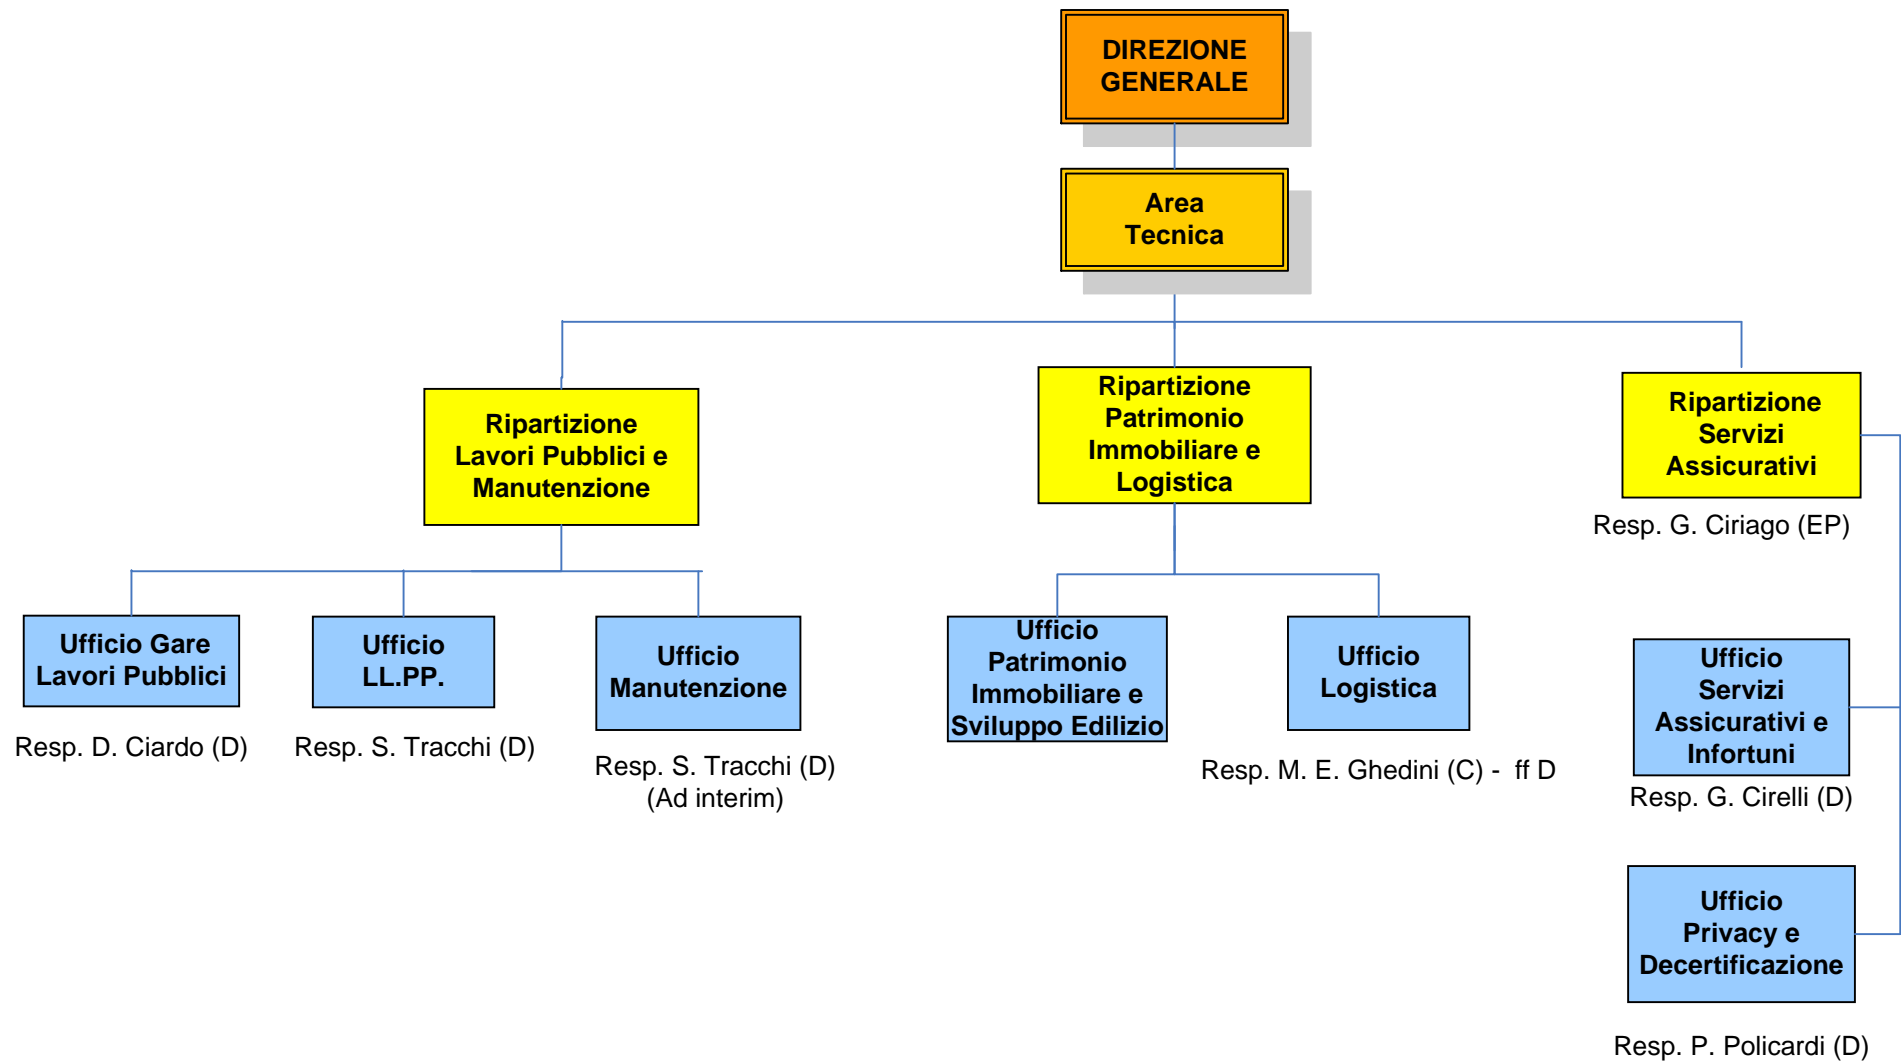 DIREZIONE
GENERALE
Area
Tecnica
Ripartizione
Lavori Pubblici e
Manutenzione
Ripartizione
Patrimonio
Immobiliare e
Logistica
Ripartizione
Servizi
Assicurativi
Resp. G. Ciriago (EP)
Ufficio Gare
Lavori Pubblici
Resp. D. Ciardo (D)
Ufficio
LL.PP.
Resp. S. Tracchi (D)
Ufficio
Manutenzione
Resp. S. Tracchi (D)
(Ad interim)
Ufficio
Patrimonio
Immobiliare e
Sviluppo Edilizio
Ufficio
Logistica
Resp. M. E. Ghedini (C) - ff D
Ufficio
Servizi
Assicurativi e
Infortuni
Resp. G. Cirelli (D)
Ufficio
Privacy e
Decertificazione
Resp. P. Policardi (D)